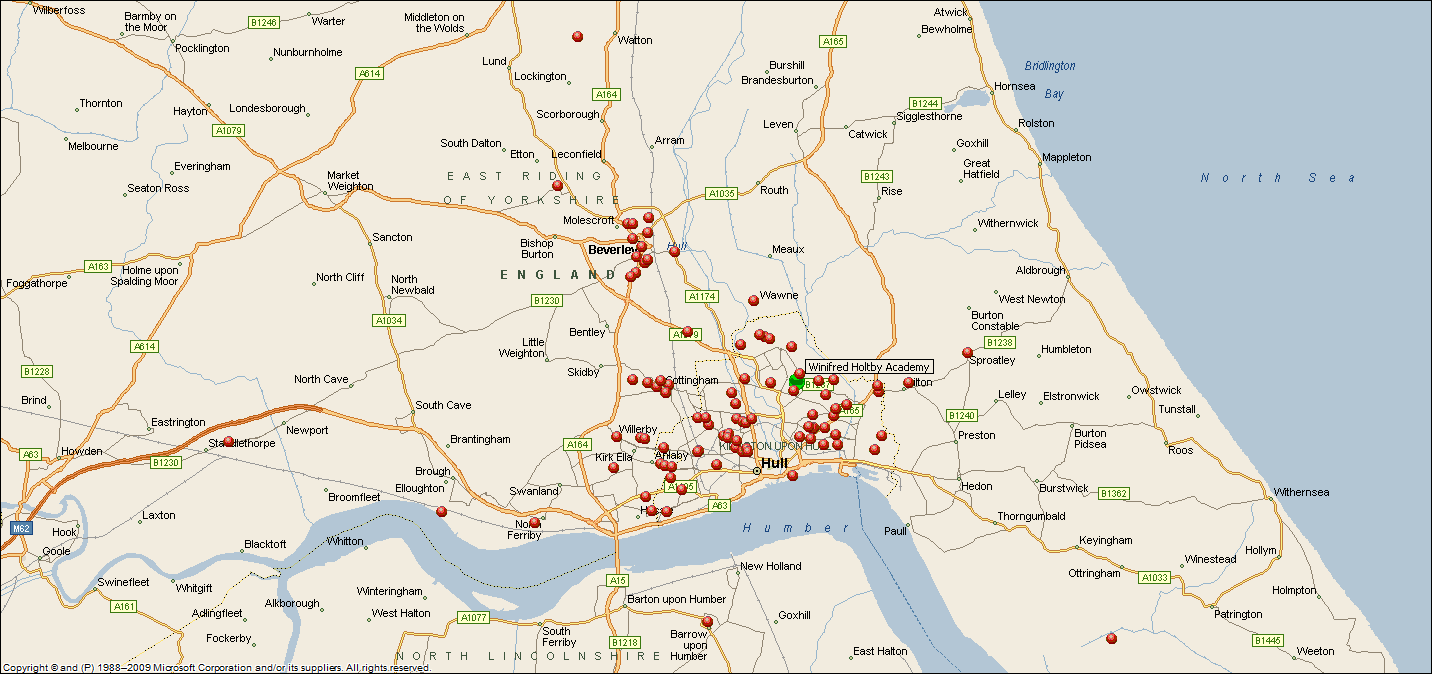 Wilberfoss
Barmby on
the Moor
B1246
Warter
Middleton on
the Wolds
Watton
A165
Atwick
Bewholme
Pocklington
Nunburnholme
Lund
Lockington
Burshill
Brandesburton
Bridlington
Bay
A614
A164
Hornsea
Thornton
Hayton
Londesborough
Scorborough
B1244
Sigglesthorne
Leven
Catwick
Rolston
A1079
Melbourne
South Dalton
Etton
Leconfield
Arram
Goxhill
Great
Hatfield
Mappleton
Everingham
Market
Weighton
EAST RIDING
OF YORKSHIRE
Seaton Ross
A1035
Routh
B1243
Rise
North Sea
Molescroft
Withernwick
Sancton
Bishop
Burton
Beverley
Hull
Meaux
A163
Holme upon
Spalding Moor
Foggathorpe
North Cliff
North
Newbald
ENGLAND
Aldbrough
B1230
A1174
Wawne
West Newton
A1034
Bentley
Burton
Constable
A614
Little
Weighton
B1238
Sproatley
Humbleton
Winifred Holtby Academy
B1228
North Cave
Skidby
Cottingham
Brind
South Cave
Lelley
Elstronwick
Owstwick
Tunstall
A165
B1240
Eastrington
Newport
Willerby
Preston
Burton
Pidsea
A63
Howden
B1230
Brantingham
A164
Kirk Ella
Anlaby
Hull
Roos
Brough
Elloughton
Swanland
Hedon
Burstwick
B1362
Withernsea
Broomfleet
A63
M62
Hook
Laxton
North
Ferriby
Humber
Paull
Thorngumbald
Goole
Blacktoft
Whitton
Keyingham
Winestead
Hollym
Swinefleet
Whitgift
Winteringham
A15
New Holland
Ottringham
A1033
Holmpton
A161
Adlingfleet
Alkborough
West Halton
A1077
Barton upon Humber
Goxhill
Patrington
Fockerby
South
Ferriby
B1218
Barrow
upon
Humber
East Halton
B1445
Weeton
NORTH LINCOLNSHIRE
Copyright © and (P) 1988–2009 Microsoft Corporation and/or its suppliers. All rights reserved.